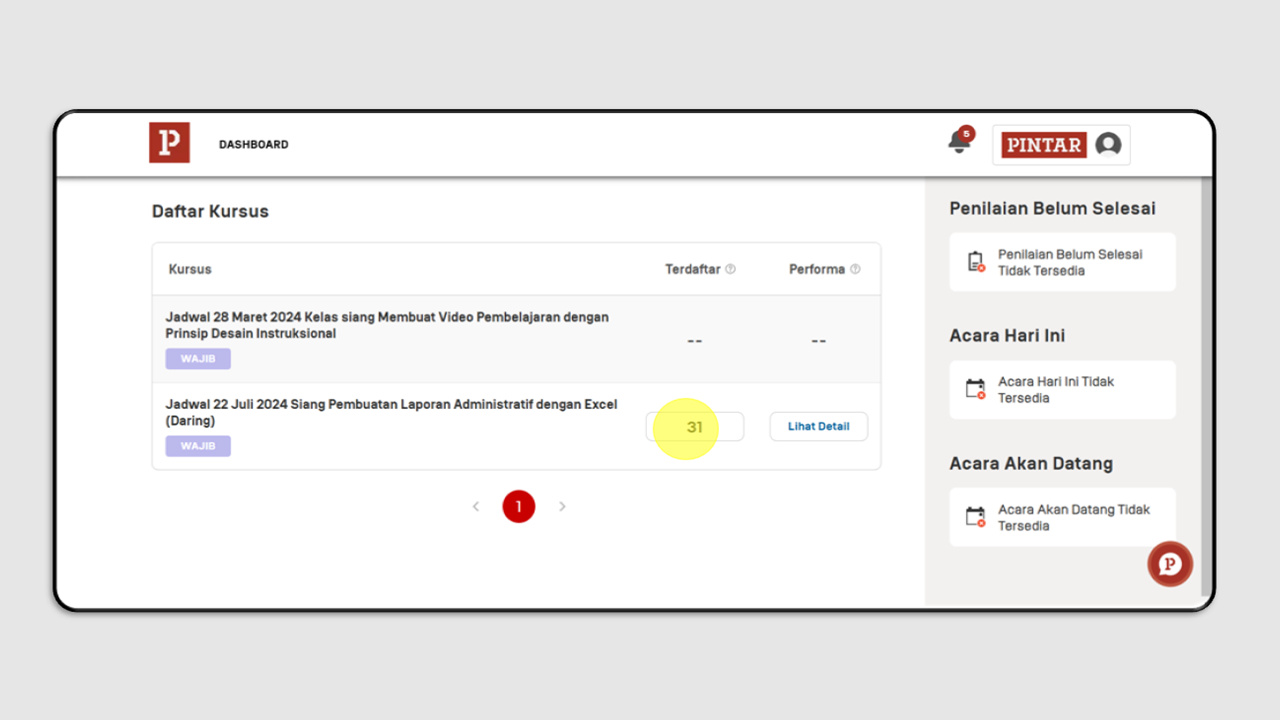 P
DASHBOARD
5
PINTAR
Daftar Kursus
Kursus
Terdaftar ?
Performa ?
Jadwal 28 Maret 2024 Kelas siang Membuat Video Pembelajaran dengan
Prinsip Desain Instruksional
WAJIB
--
--
Jadwal 22 Juli 2024 Siang Pembuatan Laporan Administratif dengan Excel
(Daring)
WAJIB
31
Lihat Detail
1
Penilaian Belum Selesai
Penilaian Belum Selesai
Tidak Tersedia
Acara Hari Ini
Acara Hari Ini Tidak
Tersedia
Acara Akan Datang
Acara Akan Datang Tidak
Tersedia
P